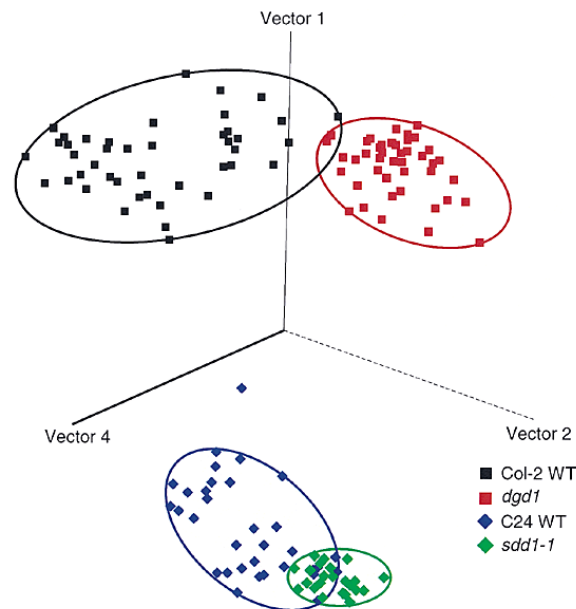 Vector 1
Vector 4
Vector 2
Col-2 WT
dgd1
C24 WT
sdd1-1